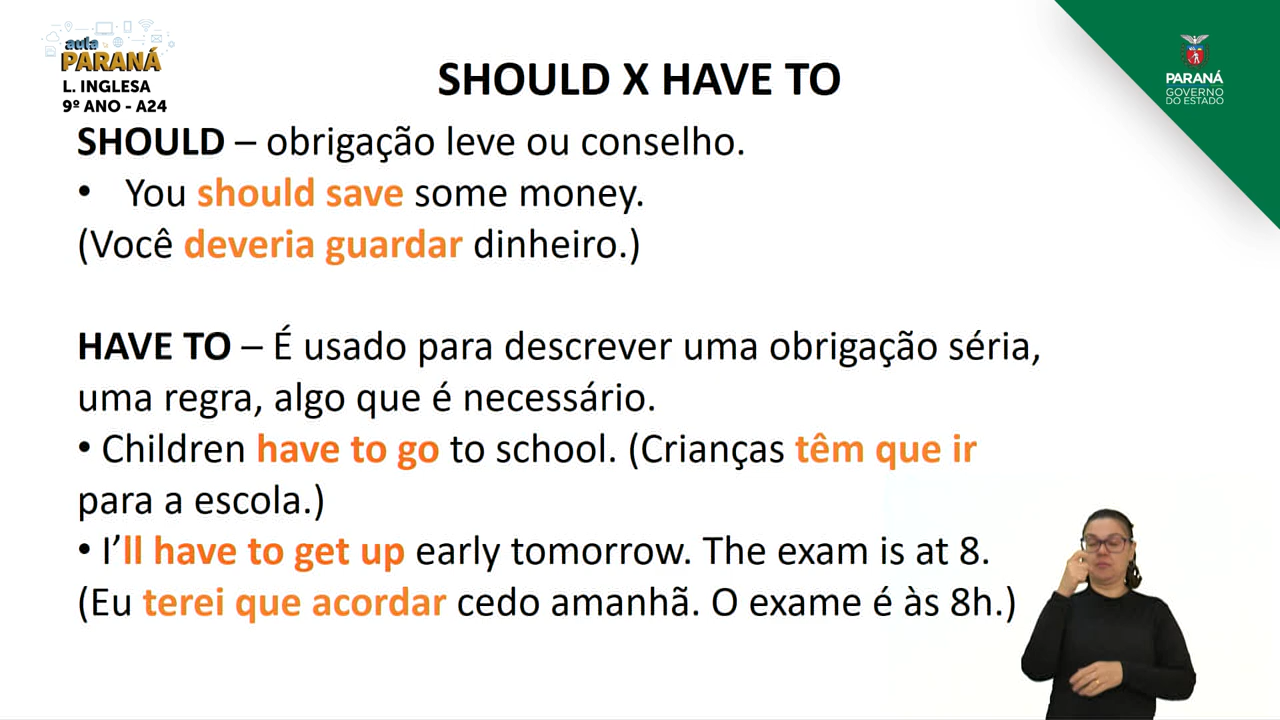 aula
PARANÁ
L. INGLESA
9º ANO - A24
PARANÁ
GOVERNO
DO ESTADO
SHOULD X HAVE TO
SHOULD – obrigação leve ou conselho.
• You should save some money.
(Você deveria guardar dinheiro.)
HAVE TO – É usado para descrever uma obrigação séria,
uma regra, algo que é necessário.
• Children have to go to school. (Crianças têm que ir
para a escola.)
• I’ll have to get up early tomorrow. The exam is at 8.
(Eu terei que acordar cedo amanhã. O exame é às 8h.)